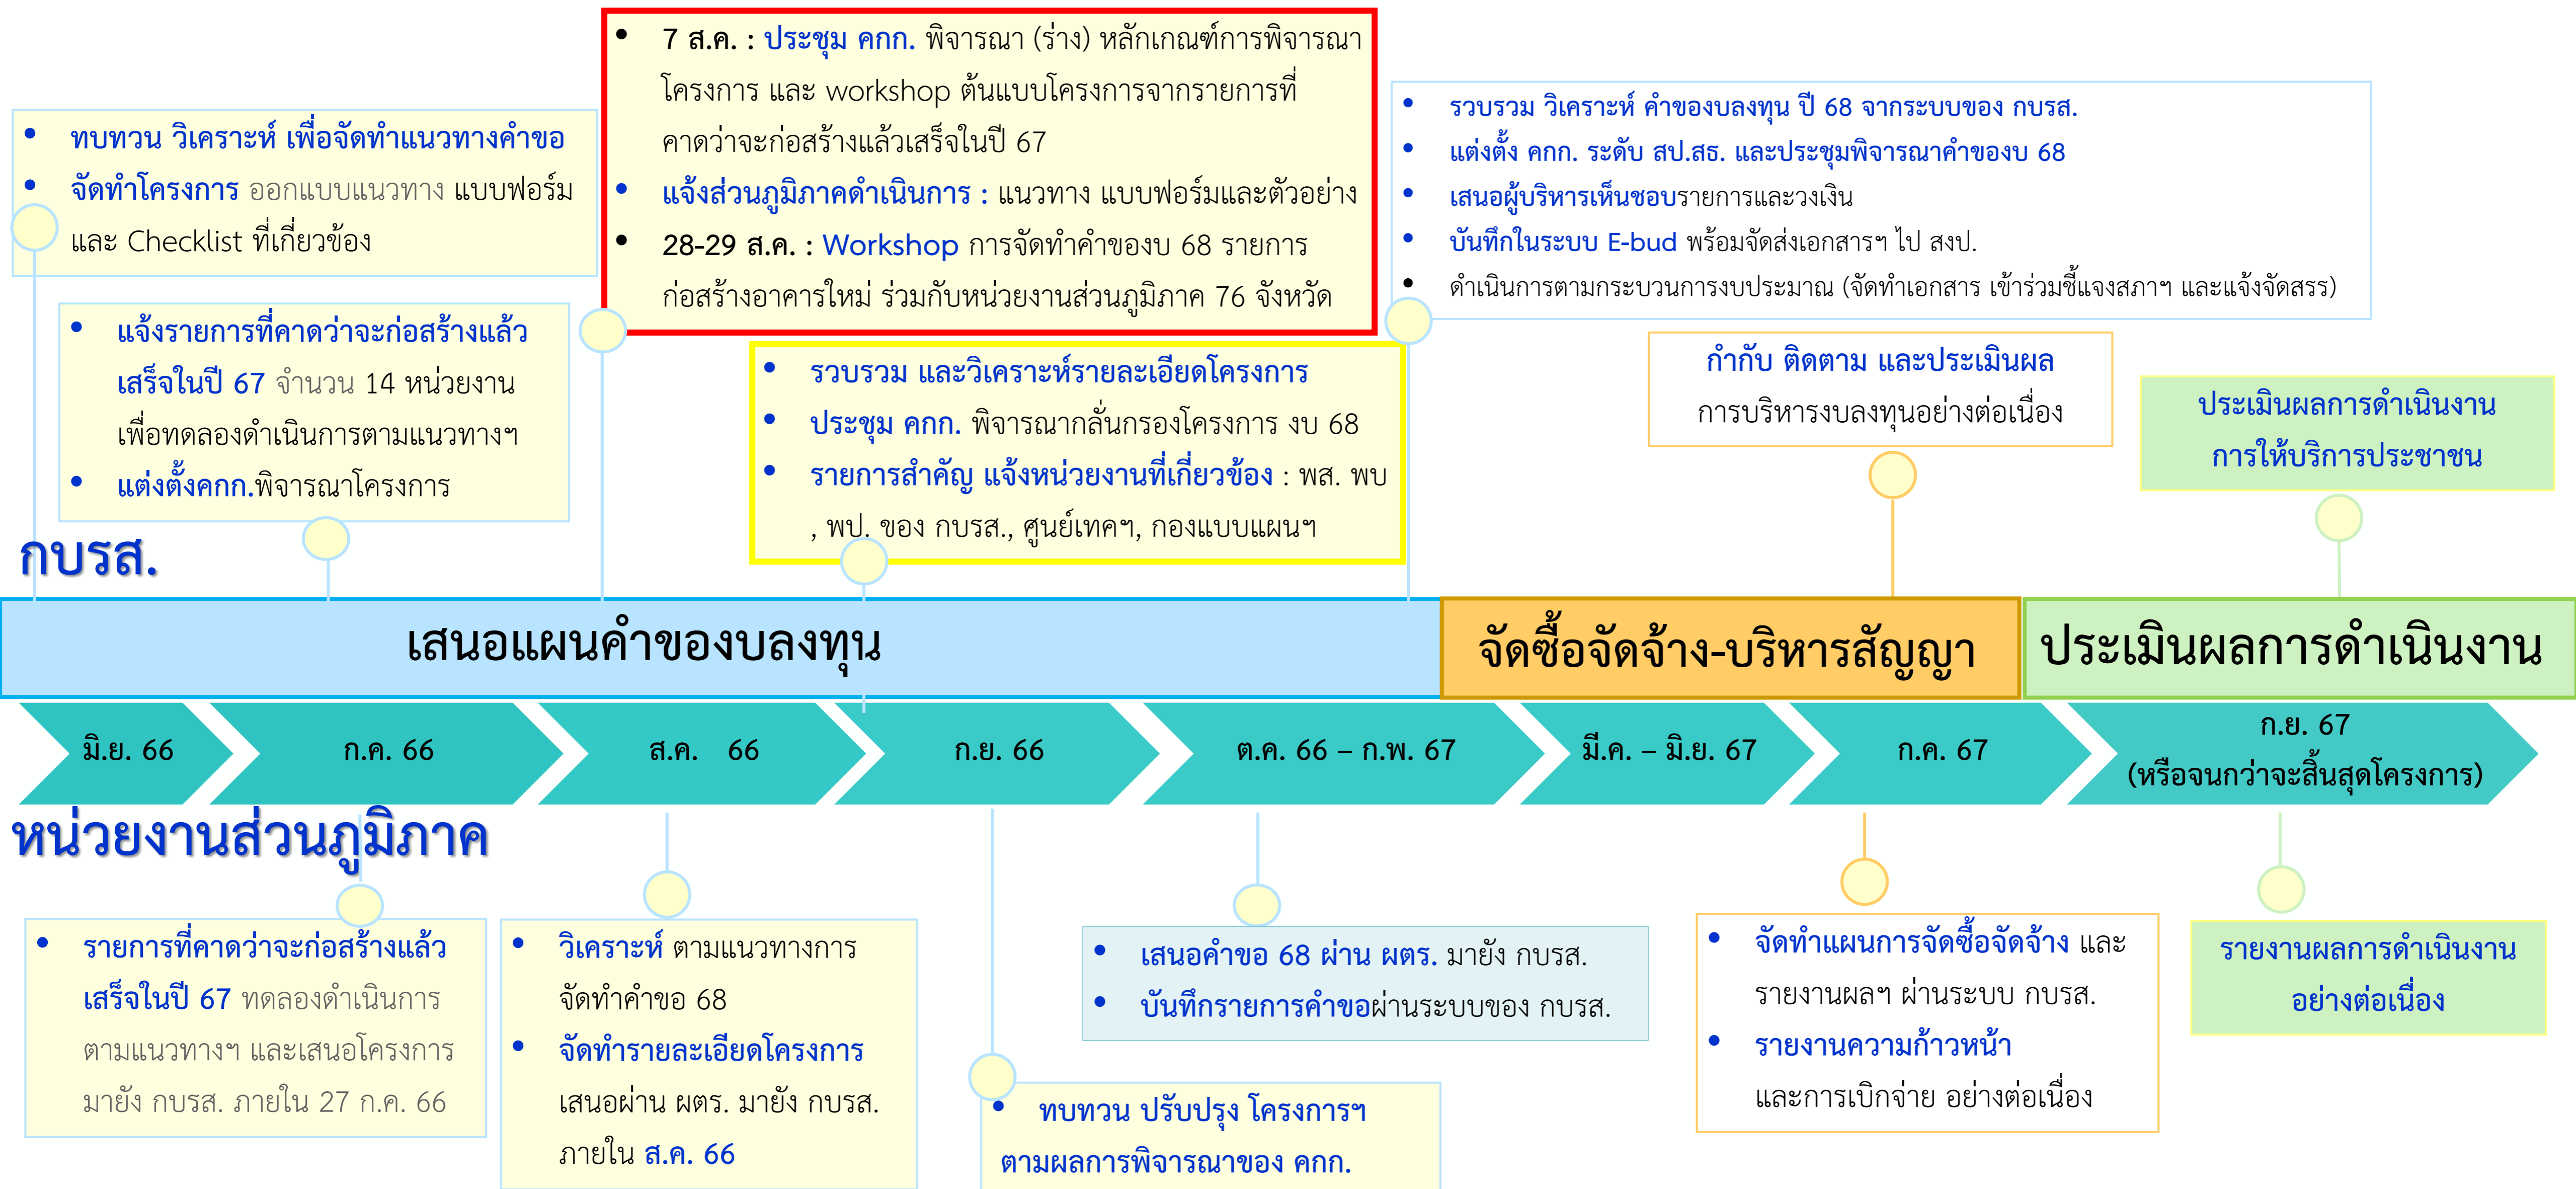 • 7 ส.ค. : ประชุม คกก. พิจารณา (ร่าง) หลักเกณฑ์การพิจารณา
โครงการ และ workshop ต้นแบบโครงการจากรายการที่
คาดว่าจะก่อสร้างแล้วเสร็จในปี 67
• แจ้งส่วนภูมิภาคดำเนินการ : แนวทาง แบบฟอร์มและตัวอย่าง
• 28-29 ส.ค. : Workshop การจัดทำคำของบ 68 รายการ
ก่อสร้างอาคารใหม่ ร่วมกับหน่วยงานส่วนภูมิภาค 76 จังหวัด
• ทบทวน วิเคราะห์ เพื่อจัดทำแนวทางคำขอ
• จัดทำโครงการ ออกแบบแนวทาง แบบฟอร์ม
และ Checklist ที่เกี่ยวข้อง
• รวบรวม วิเคราะห์ คำของบลงทุน ปี 68 จากระบบของ กบรส.
• แต่งตั้ง คกก. ระดับ สป.สธ. และประชุมพิจารณาคำของบ 68
• เสนอผู้บริหารเห็นชอบรายการและวงเงิน
• บันทึกในระบบ E-bud พร้อมจัดส่งเอกสารฯ ไป สงป.
• ดำเนินการตามกระบวนการงบประมาณ (จัดทำเอกสาร เข้าร่วมชี้แจงสภาฯ และแจ้งจัดสรร)
• แจ้งรายการที่คาดว่าจะก่อสร้างแล้ว
เสร็จในปี 67 จำนวน 14 หน่วยงาน
เพื่อทดลองดำเนินการตามแนวทางฯ
• แต่งตั้งคกก.พิจารณาโครงการ
• รวบรวม และวิเคราะห์รายละเอียดโครงการ
• ประชุม คกก. พิจารณากลั่นกรองโครงการ งบ 68
• รายการสำคัญ แจ้งหน่วยงานที่เกี่ยวข้อง : พส. พบ
, พป. ของ กบรส., ศูนย์เทคฯ, กองแบบแผนฯ
กำกับ ติดตาม และประเมินผล
การบริหารงบลงทุนอย่างต่อเนื่อง
ประเมินผลการดำเนินงาน
การให้บริการประชาชน
กบรส.
เสนอแผนคำของบลงทุน
จัดซื้อจัดจ้าง-บริหารสัญญา
ประเมินผลการดำเนินงาน
มิ.ย. 66
ก.ค. 66
ส.ค. 66
ก.ย. 66
ต.ค. 66 – ก.พ. 67
มี.ค. – มิ.ย. 67
ก.ค. 67
ก.ย. 67
(หรือจนกว่าจะสิ้นสุดโครงการ)
หน่วยงานส่วนภูมิภาค
• รายการที่คาดว่าจะก่อสร้างแล้ว
เสร็จในปี 67 ทดลองดำเนินการ
ตามแนวทางฯ และเสนอโครงการ
มายัง กบรส. ภายใน 27 ก.ค. 66
• วิเคราะห์ ตามแนวทางการ
จัดทำคำขอ 68
• จัดทำรายละเอียดโครงการ
เสนอผ่าน ผตร. มายัง กบรส.
ภายใน ส.ค. 66
• ทบทวน ปรับปรุง โครงการฯ
ตามผลการพิจารณาของ คกก.
• เสนอคำขอ 68 ผ่าน ผตร. มายัง กบรส.
• บันทึกรายการคำขอผ่านระบบของ กบรส.
• จัดทำแผนการจัดซื้อจัดจ้าง และ
รายงานผลฯ ผ่านระบบ กบรส.
• รายงานความก้าวหน้า
และการเบิกจ่าย อย่างต่อเนื่อง
รายงานผลการดำเนินงาน
อย่างต่อเนื่อง